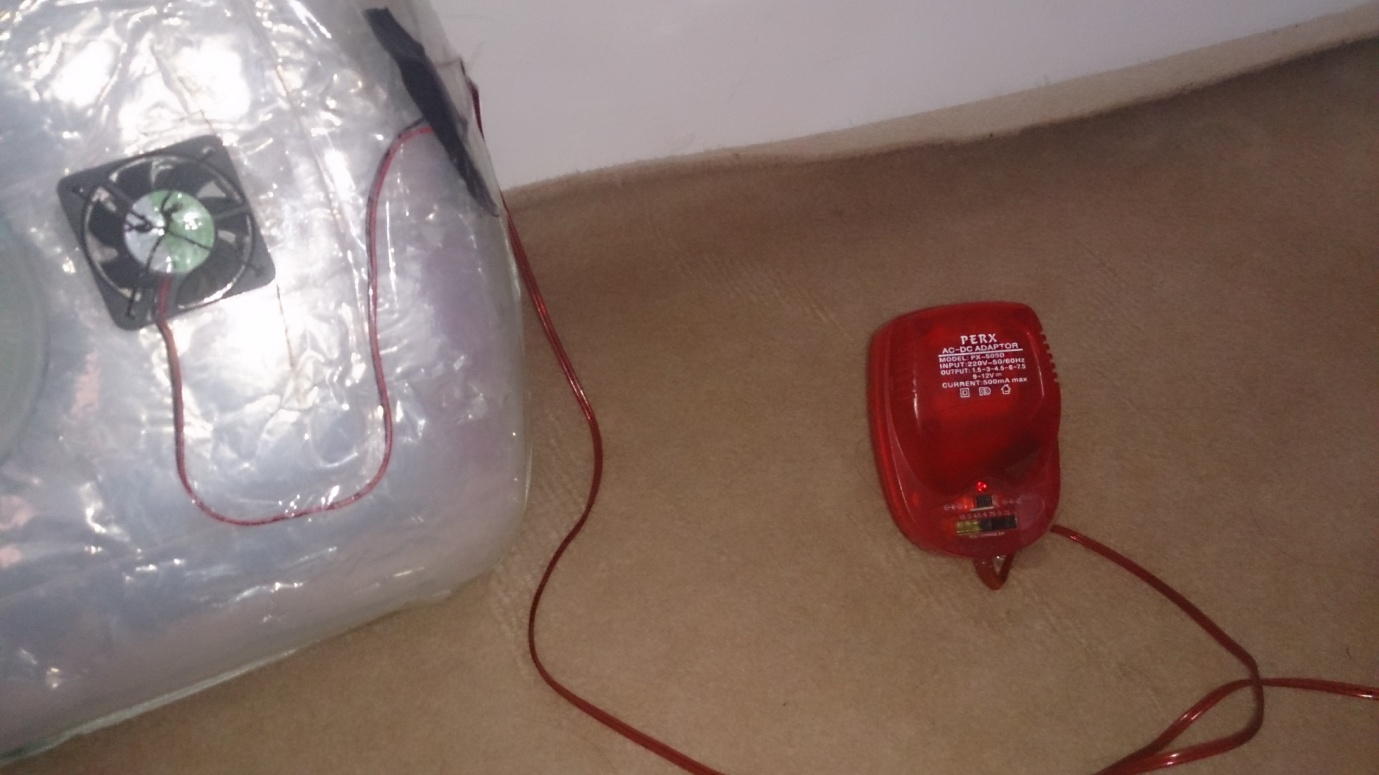 PERX
AC-DC ADAPTOR
MODEL: PX-505D
INPUT:220V~50/60Hz
OUTPUT: 1.5-3-4.5-6-7.5
9-12V
CURRENT:500mA max